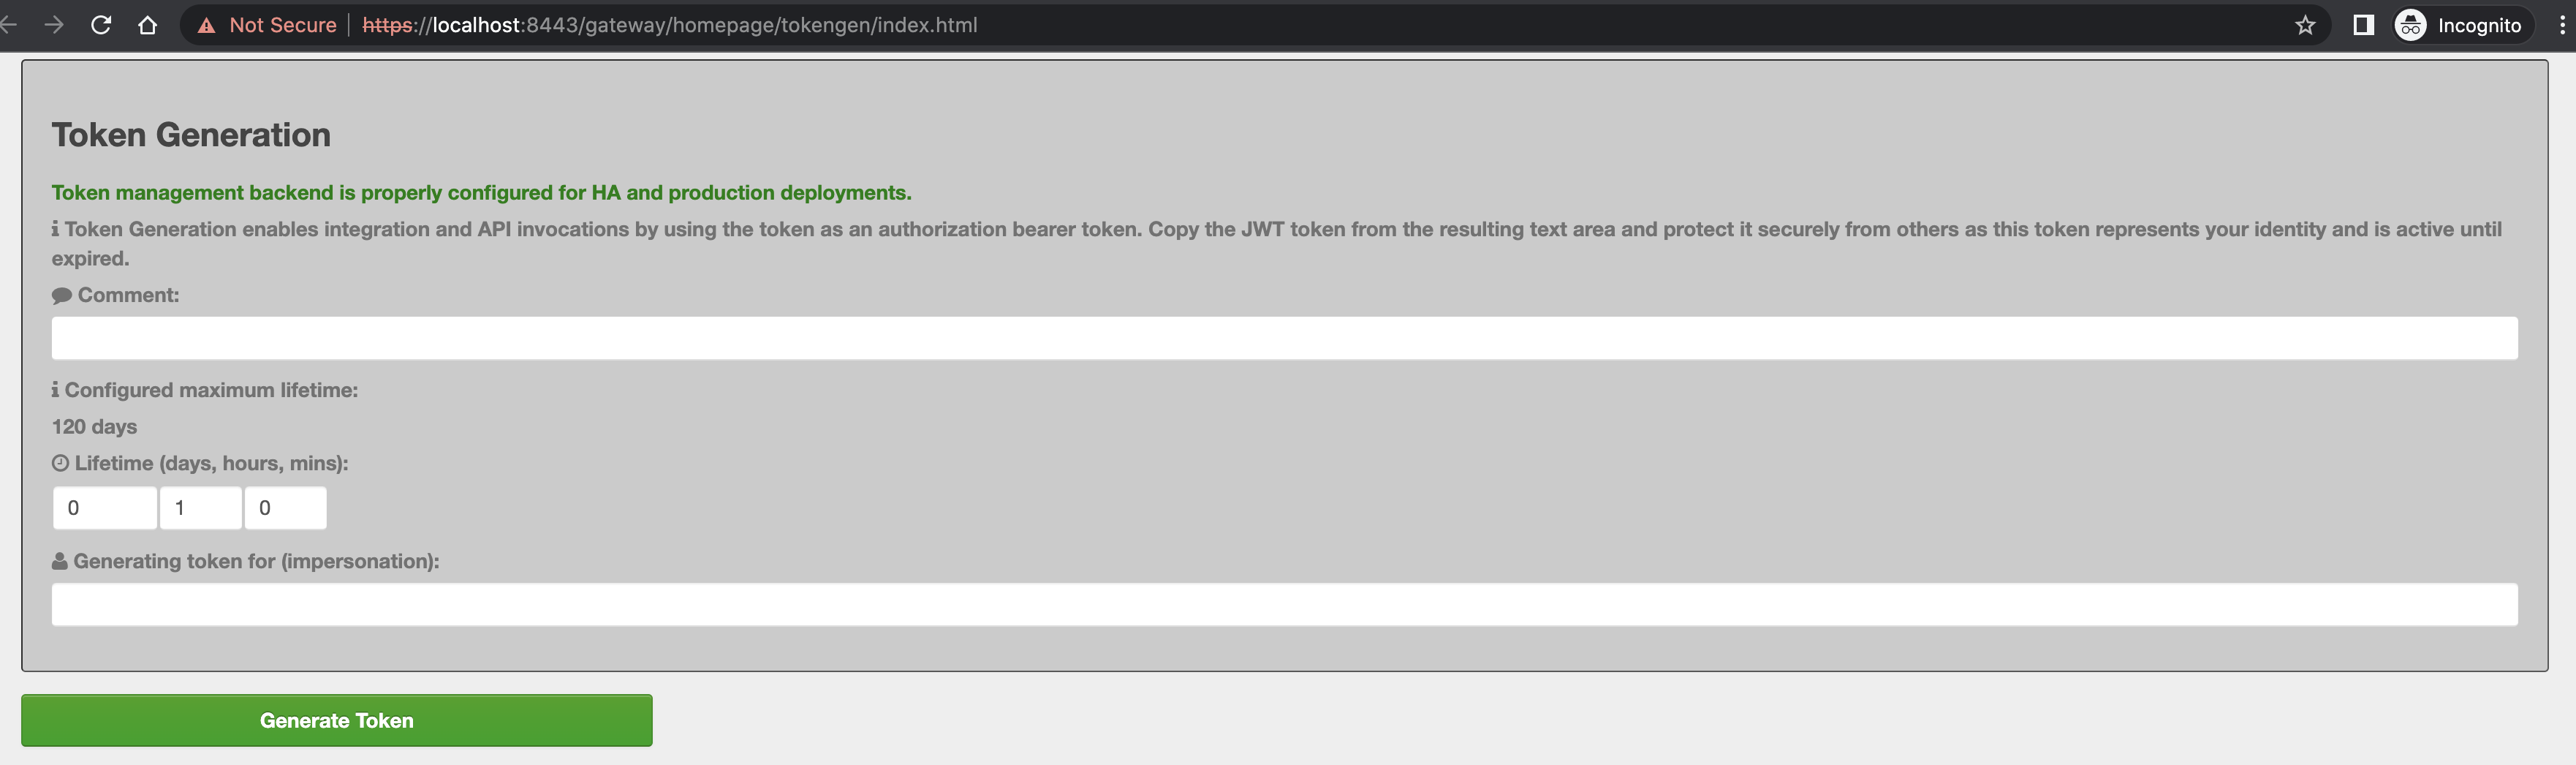 Not Secure | https://localhost:8443/gateway/homepage/tokengen/index.html Incognito
Token Generation
Token management backend is properly configured for HA and production deployments.
Token Generation enables integration and API invocations by using the token as an authorization bearer token. Copy the JWT token from the resulting text area and protect it securely from others as this token represents your identity and is active until
expired.
Comment:
Configured maximum lifetime:
120 days
Lifetime (days, hours, mins):
0 1 0
Generating token for (impersonation):
Generate Token